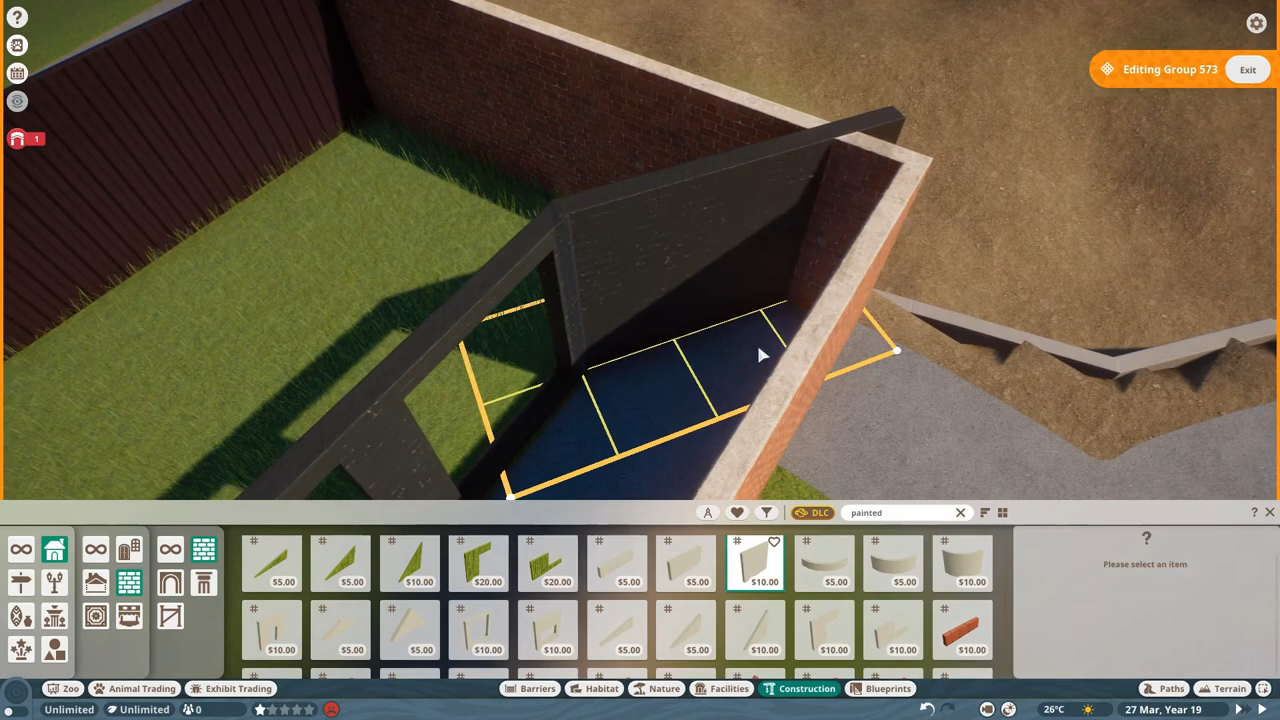 ?
Editing Group 573
Exit
1
DLC
painted
?
?
Please select an item
$5.00
$5.00
$10.00
$20.00
$20.00
$5.00
$5.00
$10.00
$5.00
$5.00
$10.00
$10.00
$5.00
$5.00
$10.00
$10.00
$5.00
$5.00
$10.00
$10.00
$5.00
$10.00
Zoo
Animal Trading
Exhibit Trading
Barriers
Habitat
Nature
Facilities
Construction
Blueprints
Paths
Terrain
Unlimited
Unlimited
0
26°C
27 Mar, Year 19